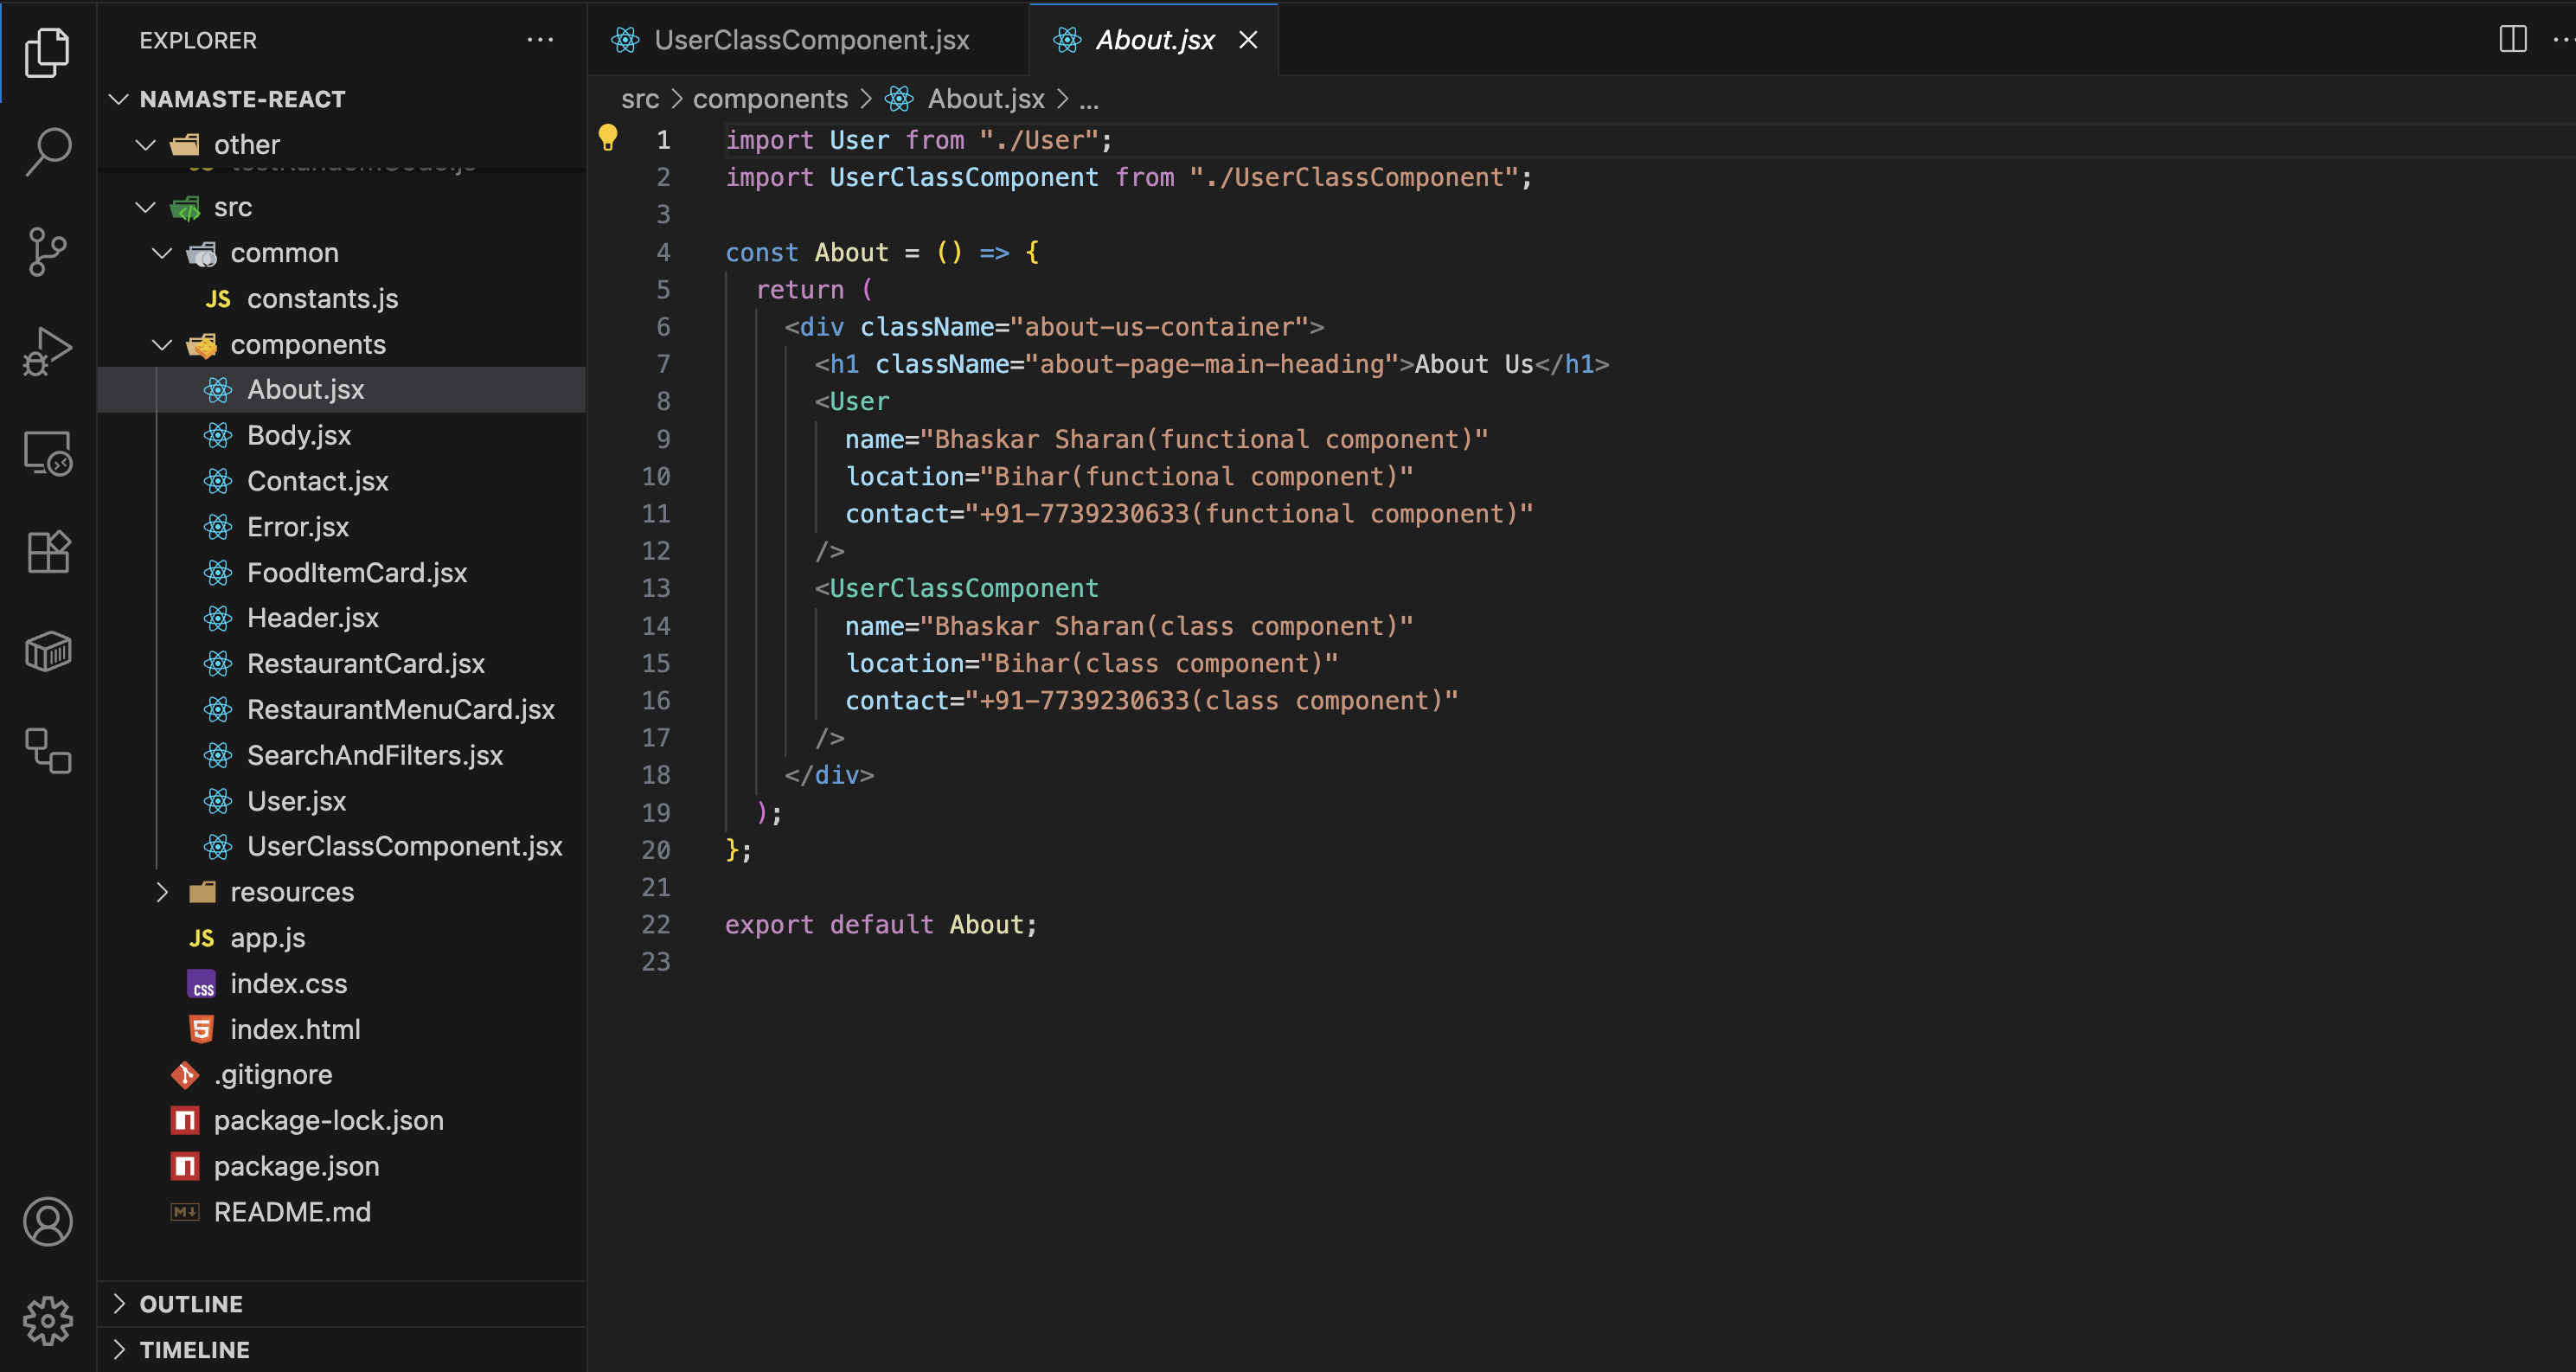 EXPLORER
NAMASTE-REACT
other
testRandomCode.js
src
common
JS constants.js
components
About.jsx
Body.jsx
Contact.jsx
Error.jsx
FoodItemCard.jsx
Header.jsx
RestaurantCard.jsx
RestaurantMenuCard.jsx
SearchAndFilters.jsx
User.jsx
UserClassComponent.jsx
resources
JS app.js
css index.css
5 index.html
.gitignore
package-lock.json
package.json
M↓ README.md
OUTLINE
TIMELINE
UserClassComponent.jsx
About.jsx
src > components > About.jsx > ...
1 import User from "./User";
2 import UserClassComponent from "./UserClassComponent";
3
4 const About = () => {
5 return (
6 <div className="about-us-container">
7 <h1 className="about-page-main-heading">About Us</h1>
8 <User
9 name="Bhaskar Sharan(functional component)"
10 location="Bihar(functional component)"
11 contact="+91-7739230633(functional component)"
12 />
13 <UserClassComponent
14 name="Bhaskar Sharan(class component)"
15 location="Bihar(class component)"
16 contact="+91-7739230633(class component)"
17 />
18 </div>
19 );
20 };
21
22 export default About;
23